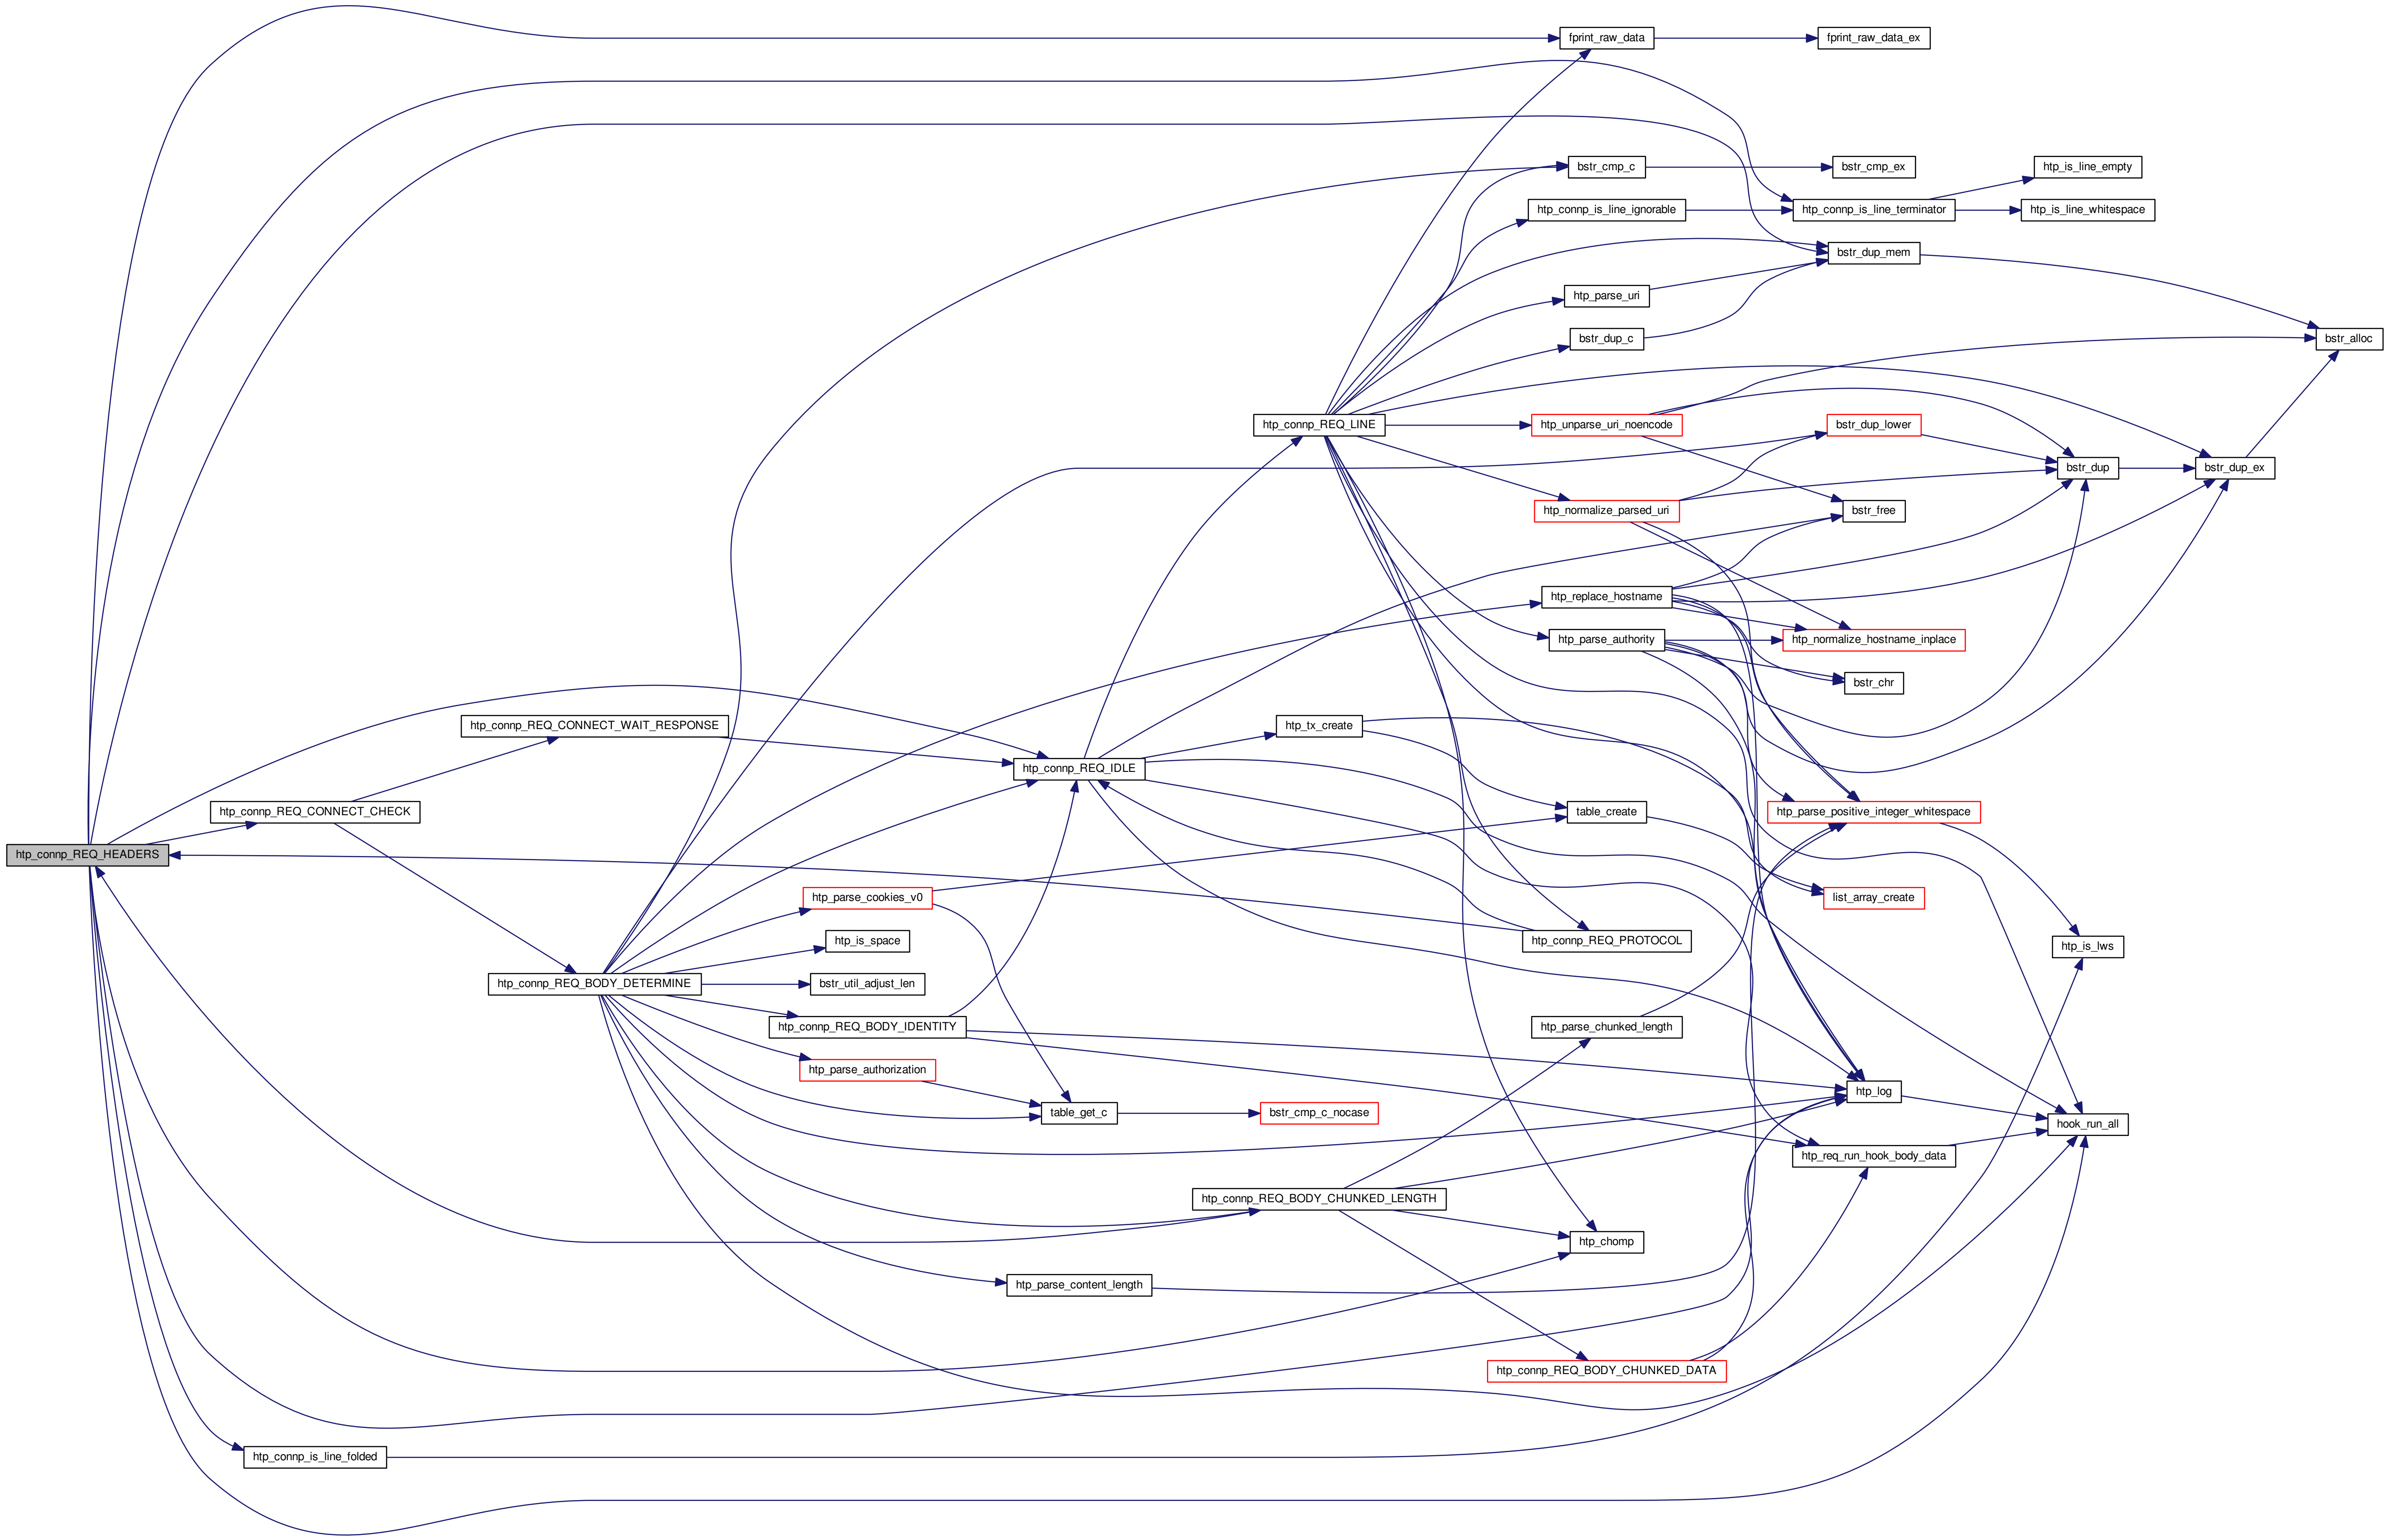 fprint_raw_data
fprint_raw_data_ex
bstr_cmp_c
bstr_cmp_ex
htp_is_line_empty
htp_connp_is_line_ignorable
htp_connp_is_line_terminator
htp_is_line_whitespace
bstr_dup_mem
htp_parse_uri
bstr_dup_c
bstr_alloc
htp_connp_REQ_LINE
htp_unparse_uri_noencode
bstr_dup_lower
bstr_dup
bstr_dup_ex
htp_normalize_parsed_uri
bstr_free
htp_replace_hostname
htp_parse_authority
htp_normalize_hostname_inplace
bstr_chr
htp_connp_REQ_CONNECT_WAIT_RESPONSE
htp_tx_create
htp_connp_REQ_IDLE
htp_connp_REQ_CONNECT_CHECK
table_create
htp_parse_positive_integer_whitespace
htp_connp_REQ_HEADERS
htp_parse_cookies_v0
list_array_create
htp_is_space
htp_connp_REQ_PROTOCOL
htp_is_lws
htp_connp_REQ_BODY_DETERMINE
bstr_util_adjust_len
htp_connp_REQ_BODY_IDENTITY
htp_parse_chunked_length
htp_parse_authorization
htp_log
table_get_c
bstr_cmp_c_nocase
hook_run_all
htp_req_run_hook_body_data
htp_connp_REQ_BODY_CHUNKED_LENGTH
htp_chomp
htp_parse_content_length
htp_connp_REQ_BODY_CHUNKED_DATA
htp_connp_is_line_folded